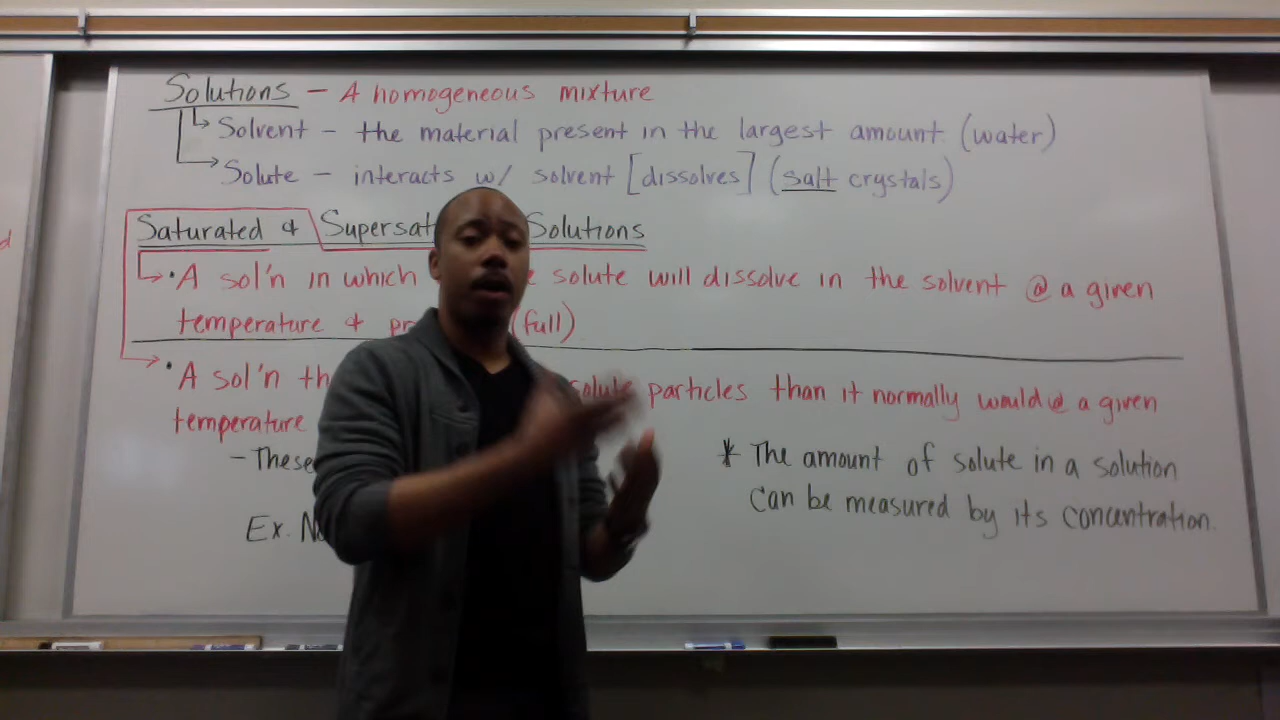 Solutions - A homogeneous mixture
Solvent - the material present in the largest amount. (water)
Solute - interacts w/ solvent [dissolves] (salt crystals)
Saturated & Supersat Solutions
• A sol'n in which solute will dissolve in the solvent @ a given
temperature & pr (full)
• A sol'n th solute particles than it normally would @ a given
temperature
- These
* The amount of solute in a solution
can be measured by its concentration.
Ex. N